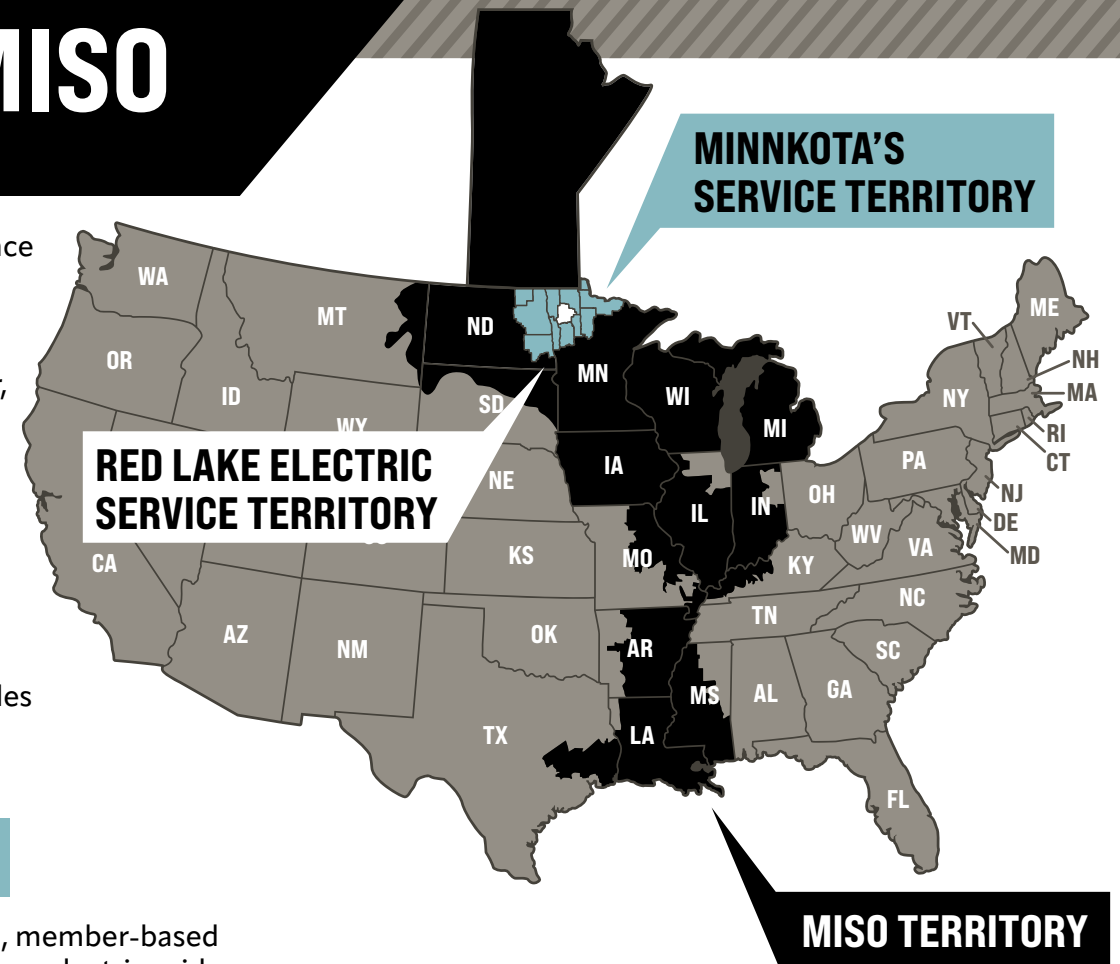 MISO
MINNKOTA'S
SERVICE TERRITORY
WA
MT
ND
ME
VT
OR
MN
NH
ID
WI
NY
MA
SD
WY
MI
RI
RED LAKE ELECTRIC
SERVICE TERRITORY
IA
PA
CT
NE
OH
NJ
IL
IN
DE
WV
VA
MD
CA
KS
MO
KY
NC
TN
AZ
NM
OK
AR
SC
MS
AL
GA
TX
LA
FL
MISO TERRITORY
, member-based